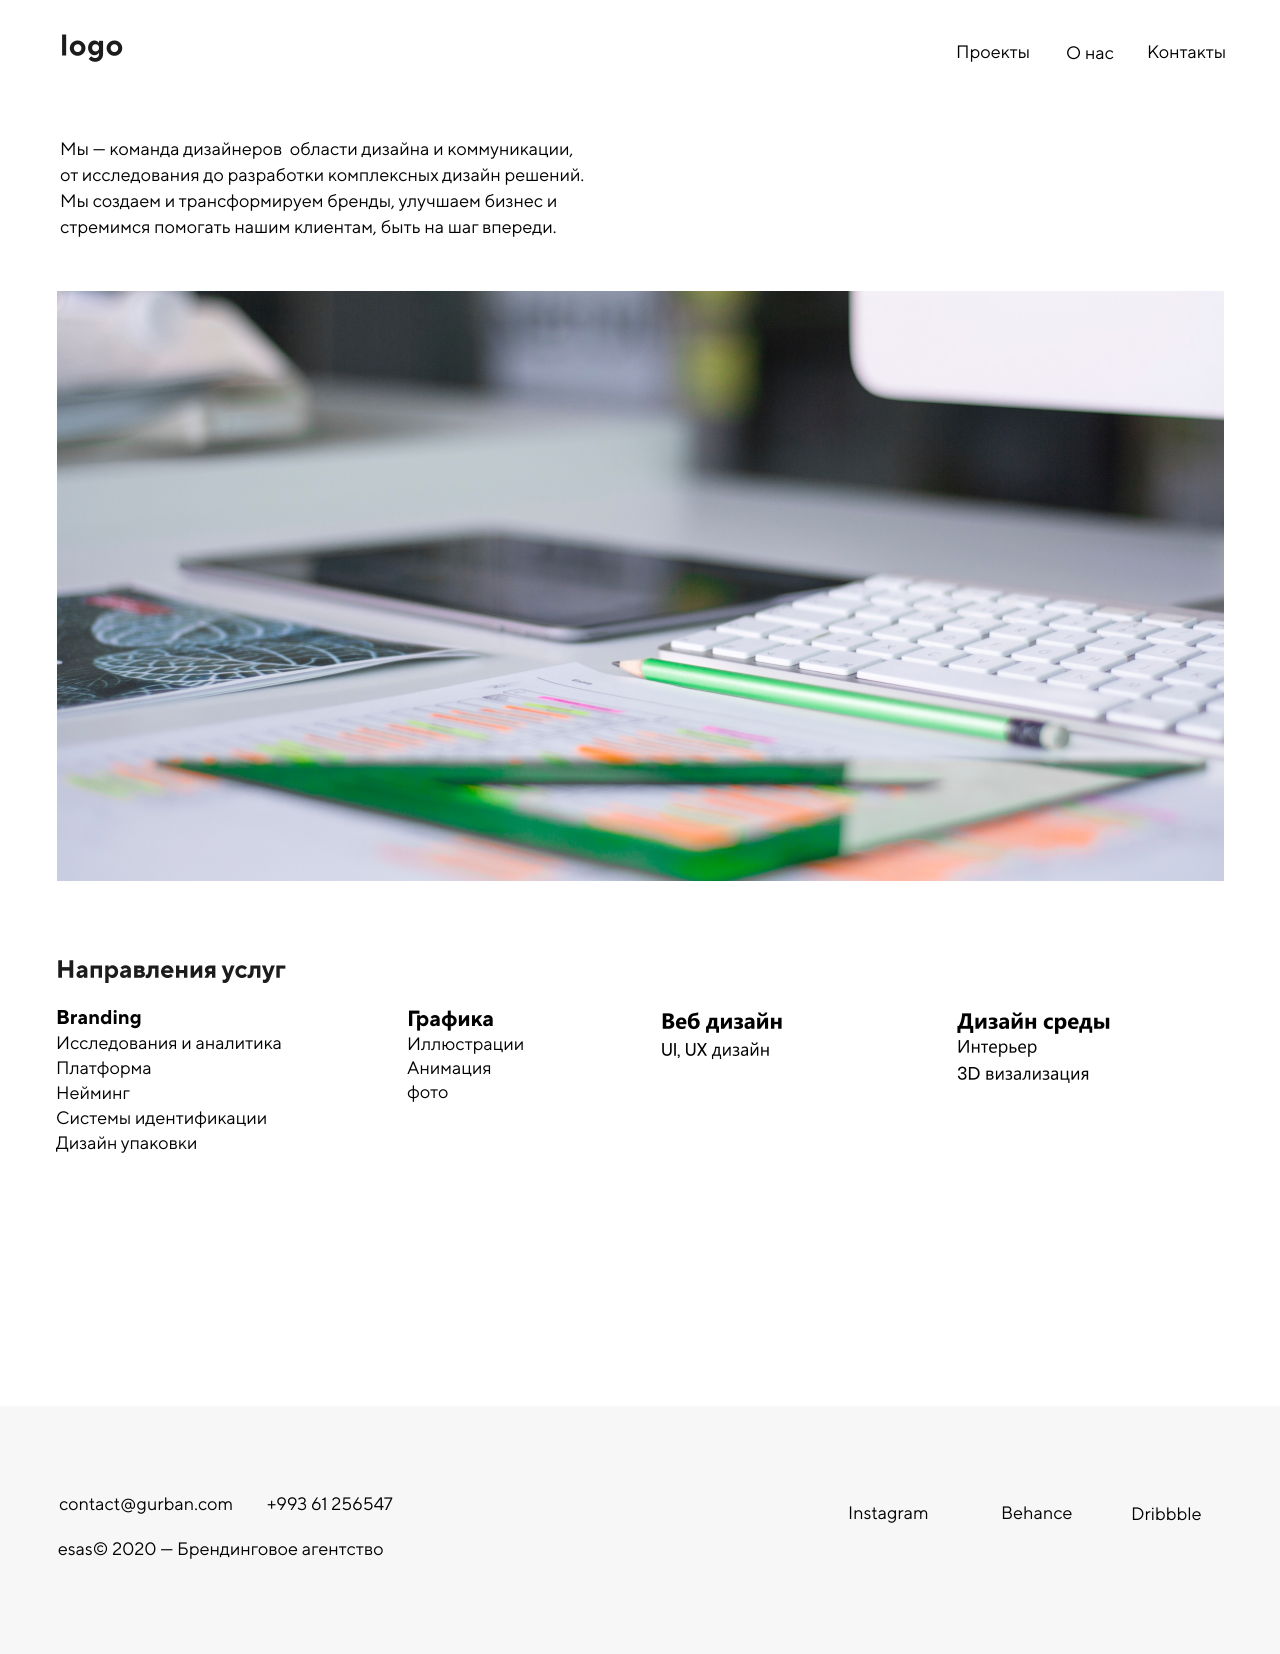 logo
Проекты
О нас
Контакты
Мы — команда дизайнеров области дизайна и коммуникации,
от исследования до разработки комплексных дизайн решений.
Мы создаем и трансформируем бренды, улучшаем бизнес и
стремимся помогать нашим клиентам, быть на шаг впереди.
Направления услуг
Branding
Исследования и аналитика
Платформа
Нейминг
Системы идентификации
Дизайн упаковки
Графика
Иллюстрации
Анимация
фото
Веб дизайн
UI, UX дизайн
Дизайн среды
Интерьер
3D визализация
contact@gurban.com
+993 61 256547
esas© 2020 — Брендинговое агентство
Instagram
Behance
Dribbble